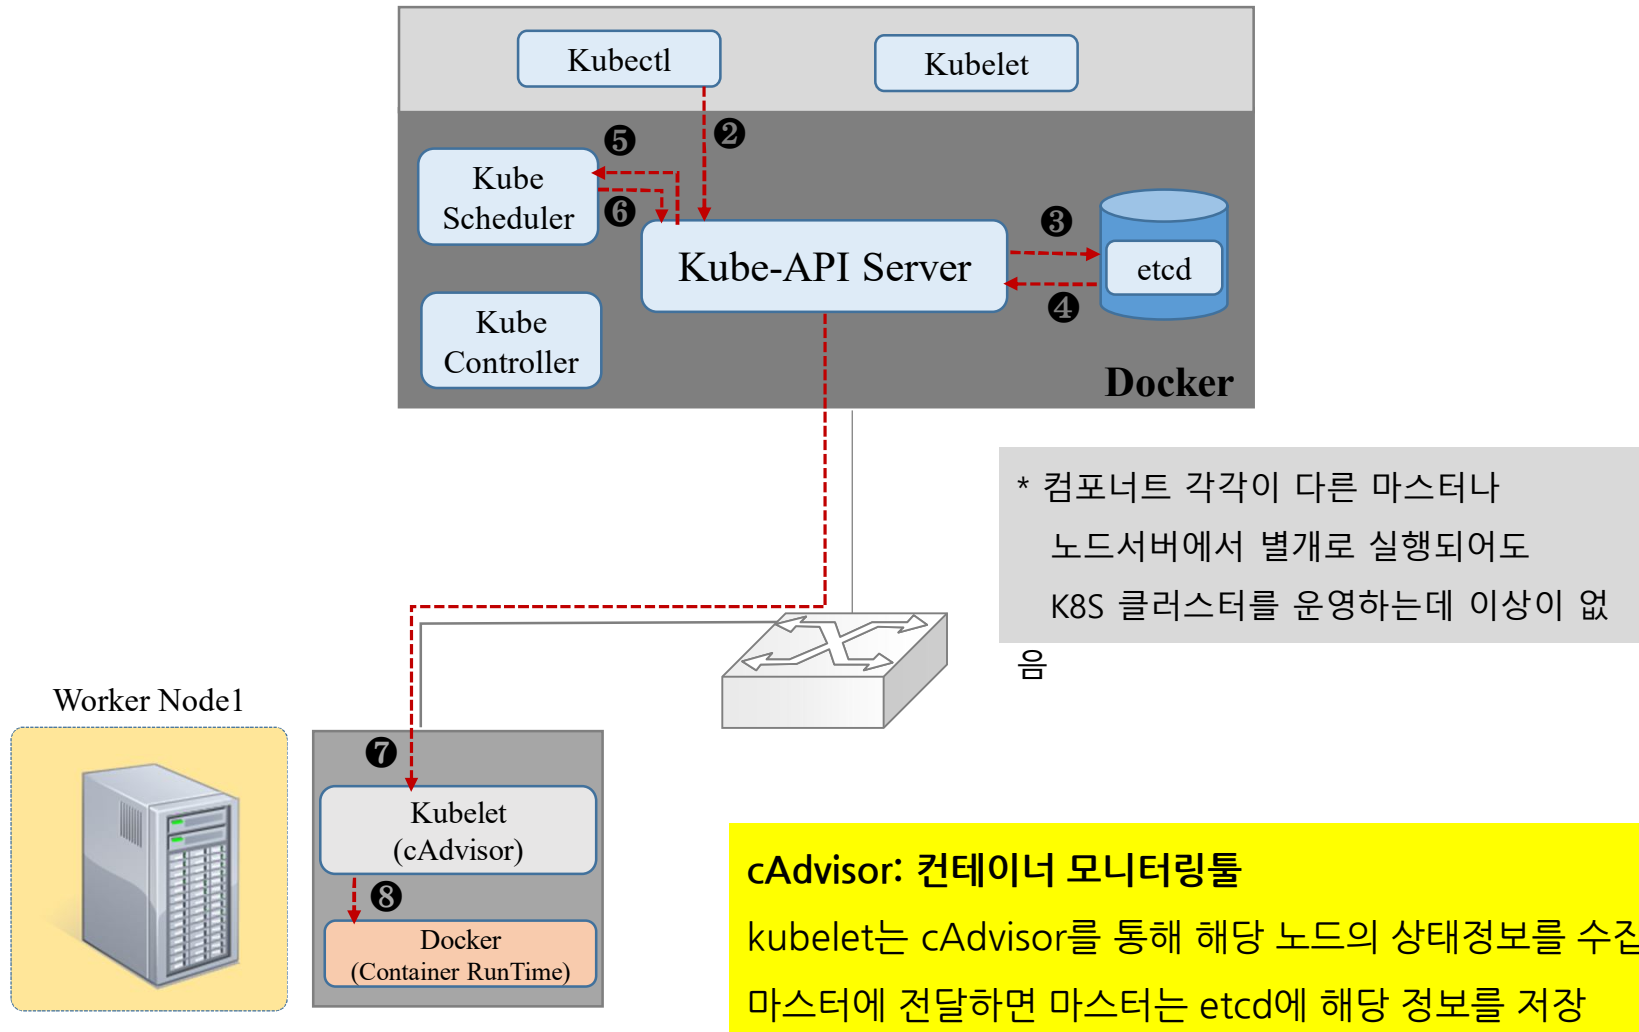 Kubectl
Kubelet
❺
❷
Kube
Scheduler
❻
❸
Kube-API Server
etcd
❹
Kube
Controller
Docker
* 컴포너트 각각이 다른 마스터나
노드서버에서 별개로 실행되어도
K8S 클러스터를 운영하는데 이상이 없
음
Worker Node1
❼
Kubelet
(cAdvisor)
❽
Docker
(Container RunTime)
cAdvisor: 컨테이너 모니터링툴
kubelet는 cAdvisor를 통해 해당 노드의 상태정보를 수집
마스터에 전달하면 마스터는 etcd에 해당 정보를 저장